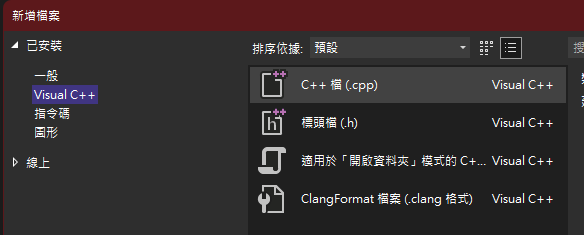 新增檔案
已安裝
一般
Visual C++
指令碼
圖形
線上
排序依據: 預設
C++ 檔 (.cpp) Visual C++
標頭檔 (.h) Visual C++
適用於「開啟資料夾」模式的 C+... Visual C++
ClangFormat 檔案 (.clang 格式) Visual C++